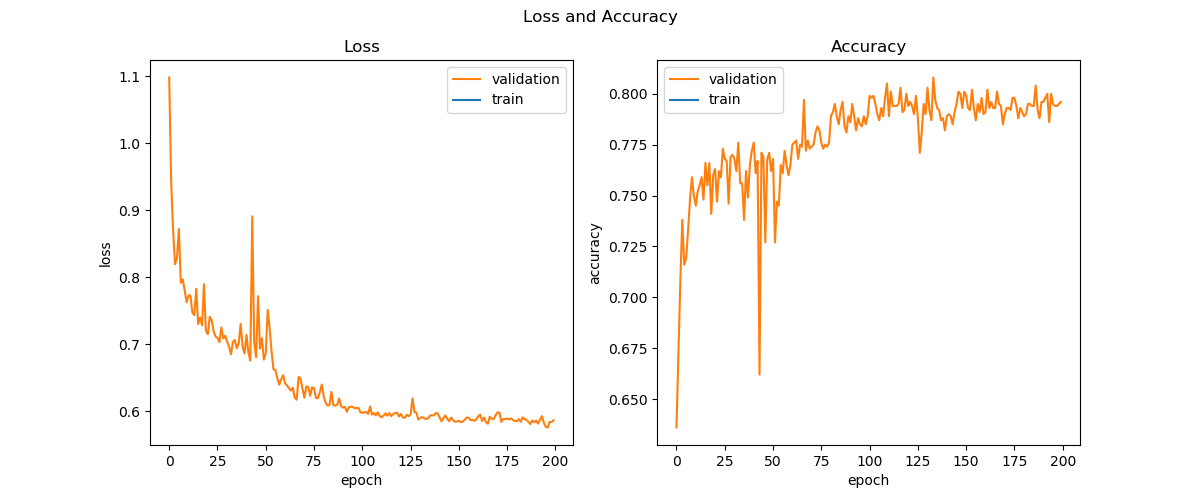 Loss and Accuracy
Loss
validation
train
1.1
1.0
0.9
0.8
0.7
0.6
loss
0 25 50 75 100 125 150 175 200
epoch
Accuracy
validation
train
0.800
0.775
0.750
0.725
0.700
0.675
0.650
accuracy
0 25 50 75 100 125 150 175 200
epoch